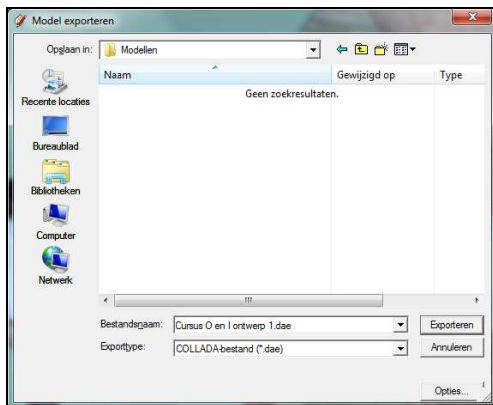 Model exporteren
Opslaan in: Modellen
Naam Gewijzigd op Type
Geen zoekresultaten.
Recente locaties
Bureaublad
Bibliotheken
Computer
Netwerk
Bestandsnaam: Cursus O en I ontwerp 1.dae Exporteren
Exporttype: COLLADA-bestand (*.dae) Annuleren
Opties...